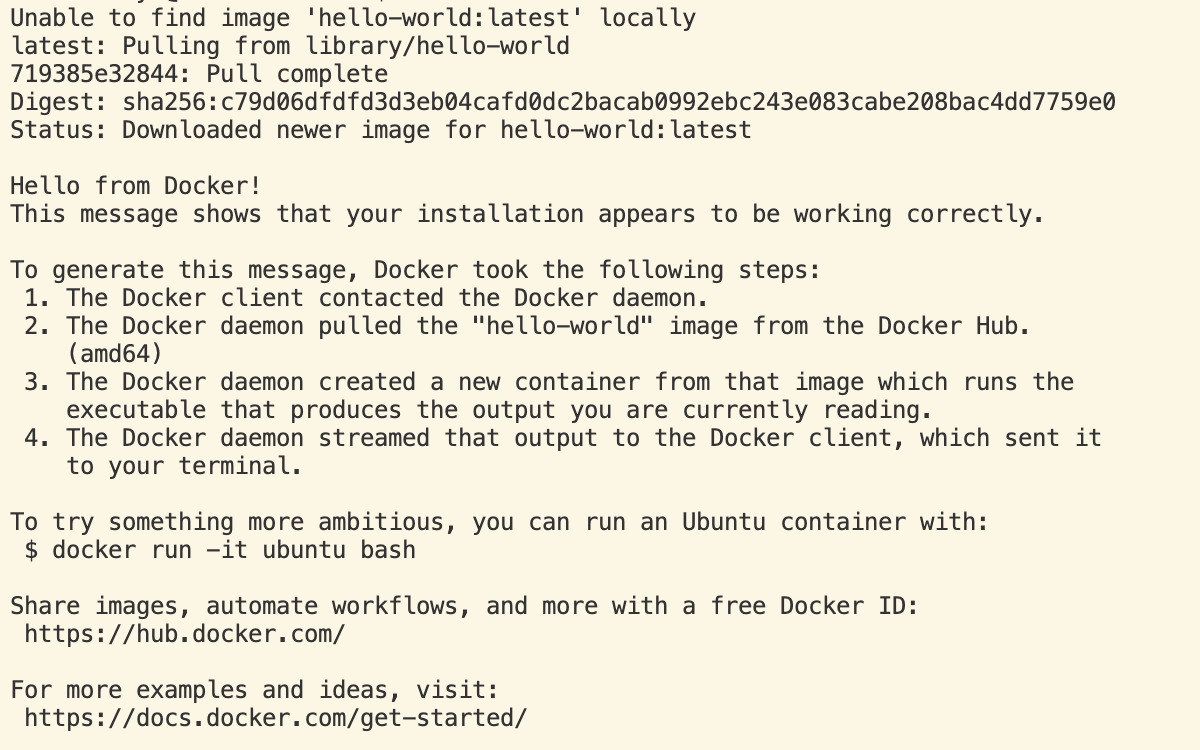 Unable to find image 'hello-world:latest' locally
latest: Pulling from library/hello-world
719385e32844: Pull complete
Digest: sha256:c79d06dfdfd3d3eb04cafd0dc2bacab0992ebc243e083cabe208bac4dd7759e0
Status: Downloaded newer image for hello-world:latest

Hello from Docker!
This message shows that your installation appears to be working correctly.

To generate this message, Docker took the following steps:
 1. The Docker client contacted the Docker daemon.
 2. The Docker daemon pulled the "hello-world" image from the Docker Hub.
    (amd64)
 3. The Docker daemon created a new container from that image which runs the
    executable that produces the output you are currently reading.
 4. The Docker daemon streamed that output to the Docker client, which sent it
    to your terminal.

To try something more ambitious, you can run an Ubuntu container with:
 $ docker run -it ubuntu bash

Share images, automate workflows, and more with a free Docker ID:
 https://hub.docker.com/

For more examples and ideas, visit:
 https://docs.docker.com/get-started/